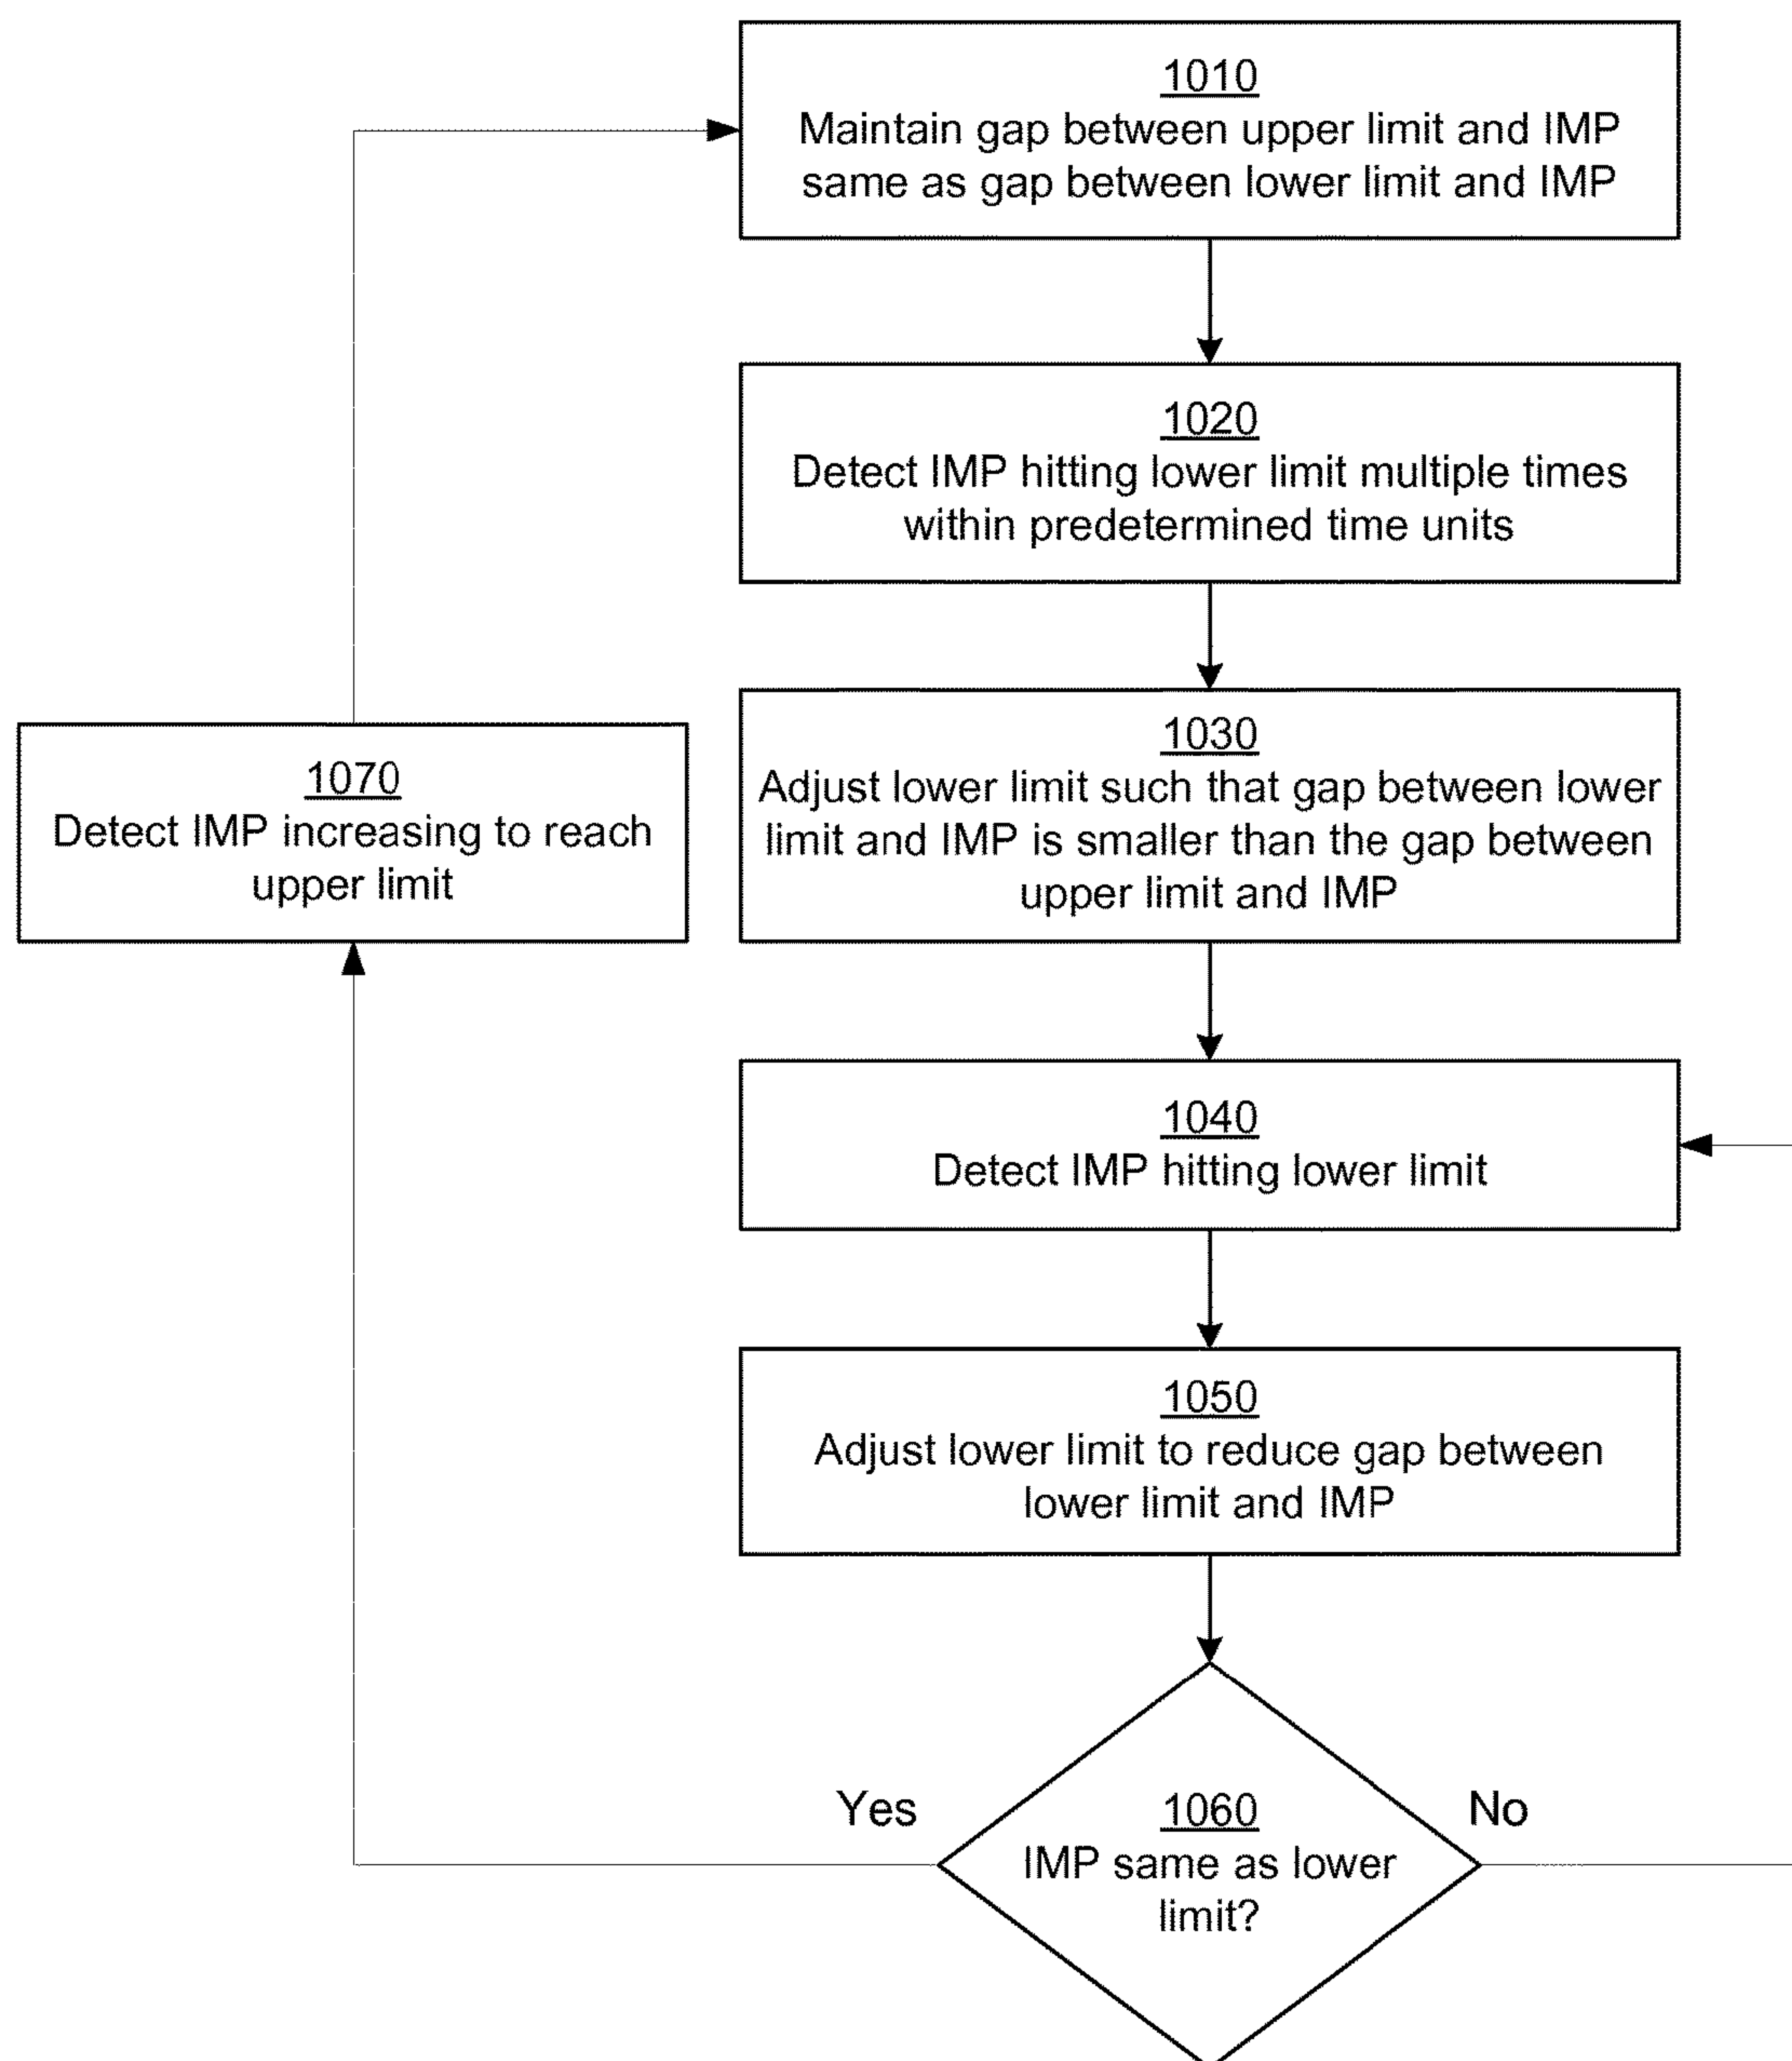 1010
Maintain gap between upper limit and IMP
same as gap between lower limit and IMP
1020
Detect IMP hitting lower limit multiple times
within predetermined time units
1030
Adjust lower limit such that gap between lower
limit and IMP is smaller than the gap between
upper limit and IMP
1070
Detect IMP increasing to reach
upper limit
1040
Detect IMP hitting lower limit
1050
Adjust lower limit to reduce gap between
lower limit and IMP
Yes
1060
IMP same as lower
limit?
No